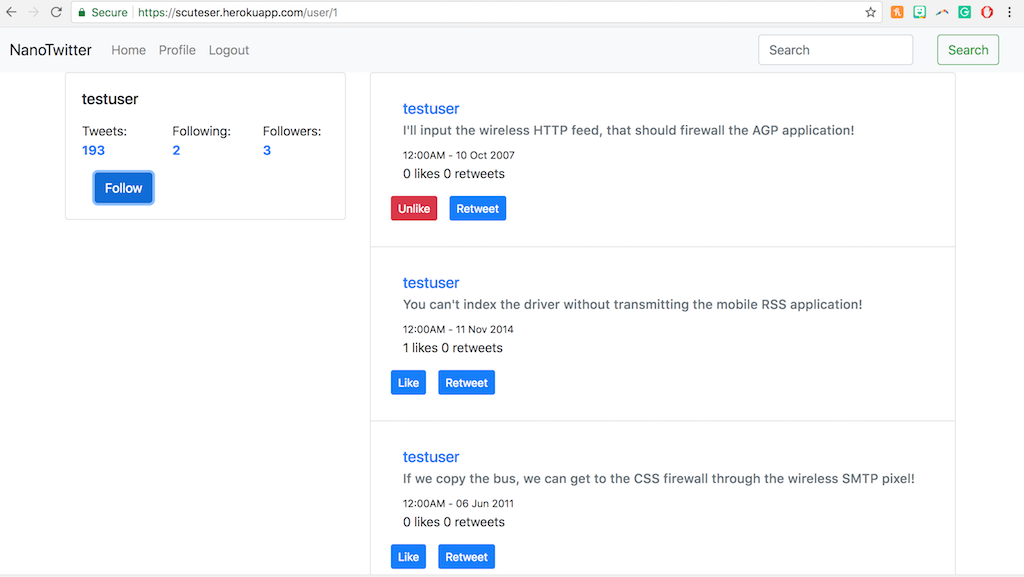 Secure https://scuteser.herokuapp.com/user/1
NanoTwitter Home Profile Logout Search Search
testuser
Tweets: Following: Followers:
193 2 3
Follow
testuser
I'll input the wireless HTTP feed, that should firewall the AGP application!
12:00AM - 10 Oct 2007
0 likes 0 retweets
Unlike Retweet
testuser
You can't index the driver without transmitting the mobile RSS application!
12:00AM - 11 Nov 2014
1 likes 0 retweets
Like Retweet
testuser
If we copy the bus, we can get to the CSS firewall through the wireless SMTP pixel!
12:00AM - 06 Jun 2011
0 likes 0 retweets
Like Retweet